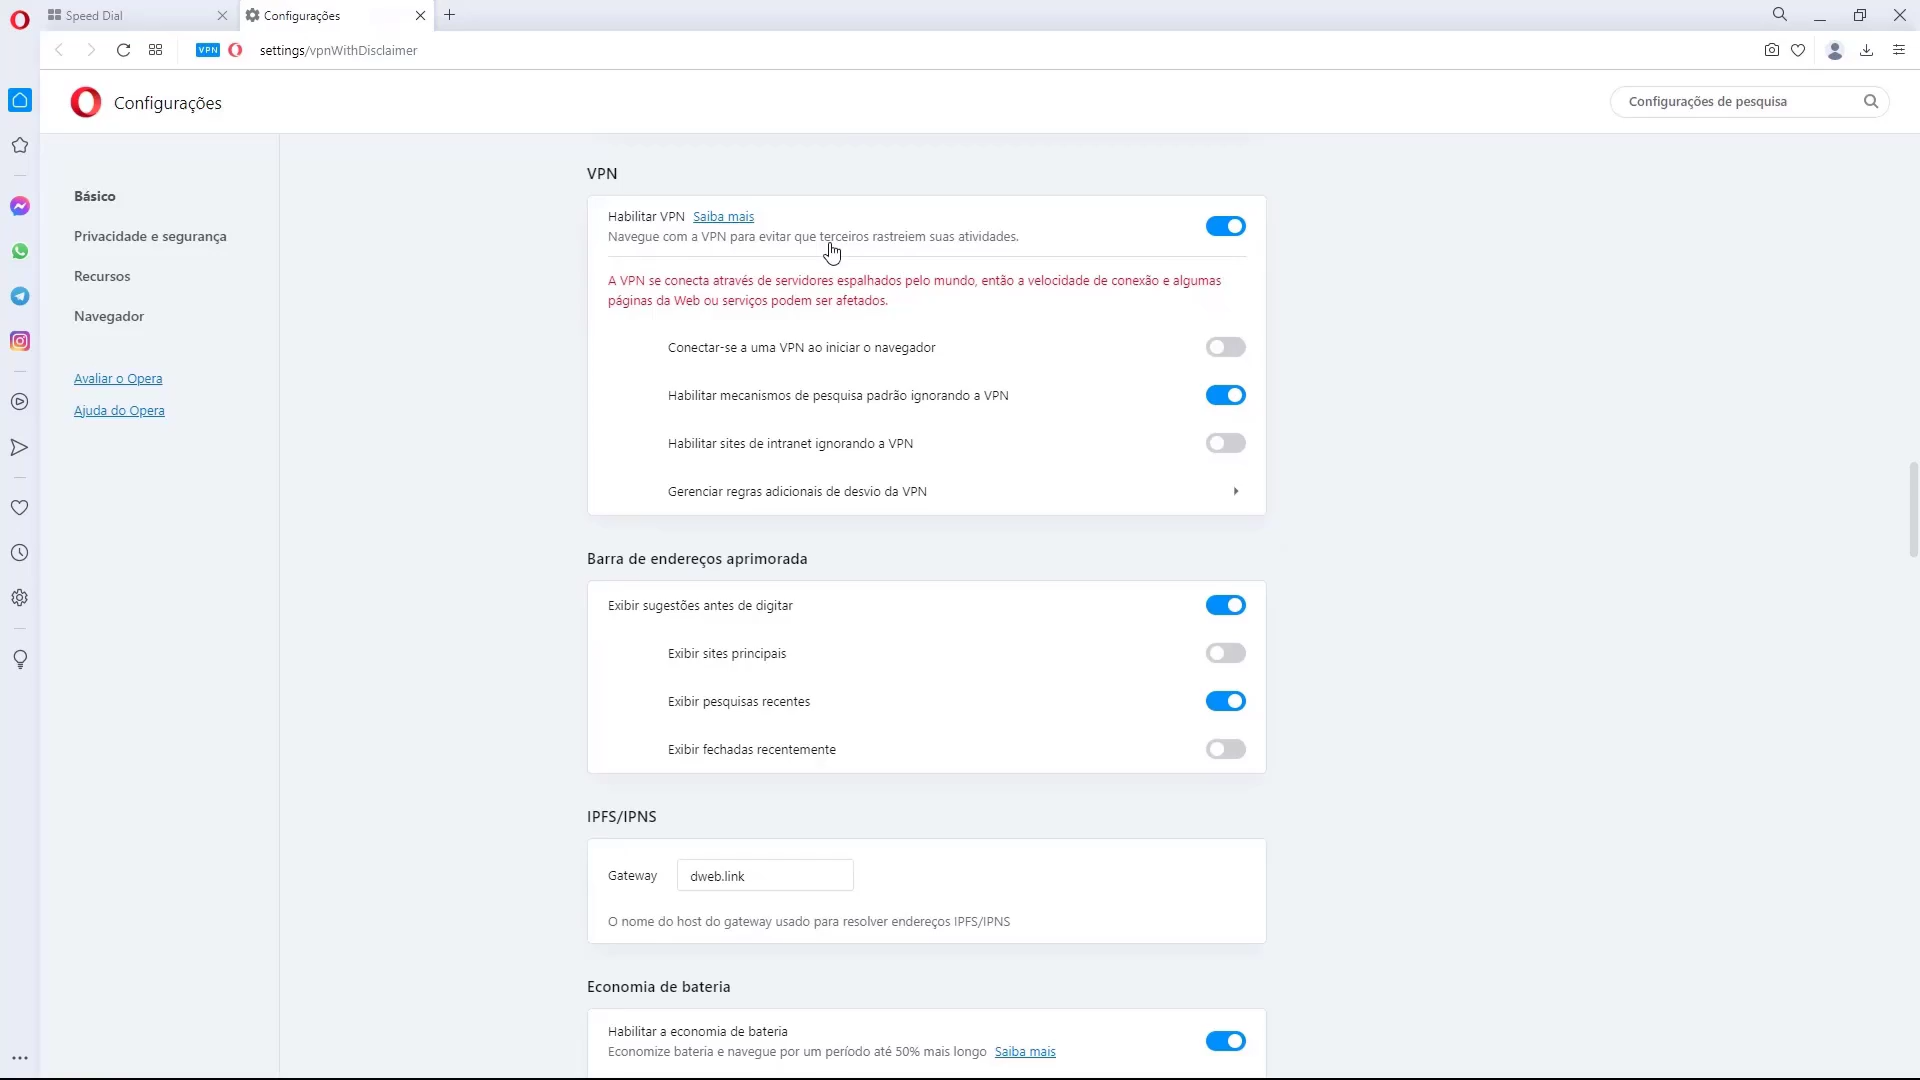 Speed Dial
Configurações
VPN
settings/vpnWithDisclaimer
Configurações
Configurações de pesquisa
Básico
Privacidade e segurança
Recursos
Navegador
Avaliar o Opera
Ajuda do Opera
VPN
Habilitar VPN Saiba mais
Navegue com a VPN para evitar que terceiros rastreiem suas atividades.
A VPN se conecta através de servidores espalhados pelo mundo, então a velocidade de conexão e algumas
páginas da Web ou serviços podem ser afetados.
Conectar-se a uma VPN ao iniciar o navegador
Habilitar mecanismos de pesquisa padrão ignorando a VPN
Habilitar sites de intranet ignorando a VPN
Gerenciar regras adicionais de desvio da VPN
Barra de endereços aprimorada
Exibir sugestões antes de digitar
Exibir sites principais
Exibir pesquisas recentes
Exibir fechadas recentemente
IPFS/IPNS
Gateway dweb.link
O nome do host do gateway usado para resolver endereços IPFS/IPNS
Economia de bateria
Habilitar a economia de bateria
Economize bateria e navegue por um período até 50% mais longo Saiba mais